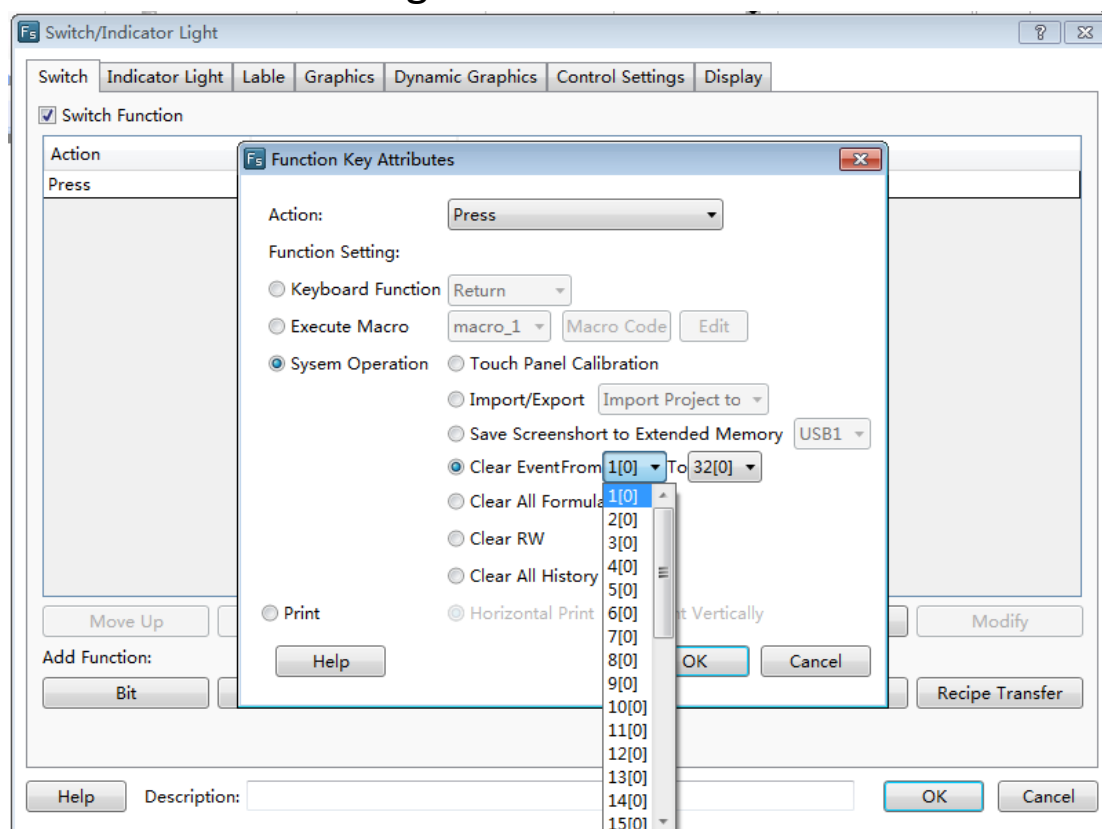 Fs Switch/Indicator Light
Switch Indicator Light Lable Graphics Dynamic Graphics Control Settings Display
Switch Function
Action
Press
Fs Function Key Attributes
Action: Press
Function Setting:
Keyboard Function Return
Execute Macro macro_1 Macro Code Edit
Sysem Operation Touch Panel Calibration
Import/Export Import Project to
Save Screenshort to Extended Memory USB1
Clear EventFrom 1[0] To 32[0]
Clear All Formula
Clear RW
Clear All History
Print Horizontal Print Vertically
Help OK Cancel
1[0]
2[0]
3[0]
4[0]
5[0]
6[0]
7[0]
8[0]
9[0]
10[0]
11[0]
12[0]
13[0]
14[0]
15[0]
Move Up Modify
Add Function:
Bit Recipe Transfer
Help Description: OK Cancel